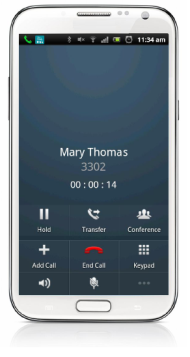 11:34 am
Mary Thomas
3302
00 : 00 : 14
Hold Transfer Conference
Add Call End Call Keypad